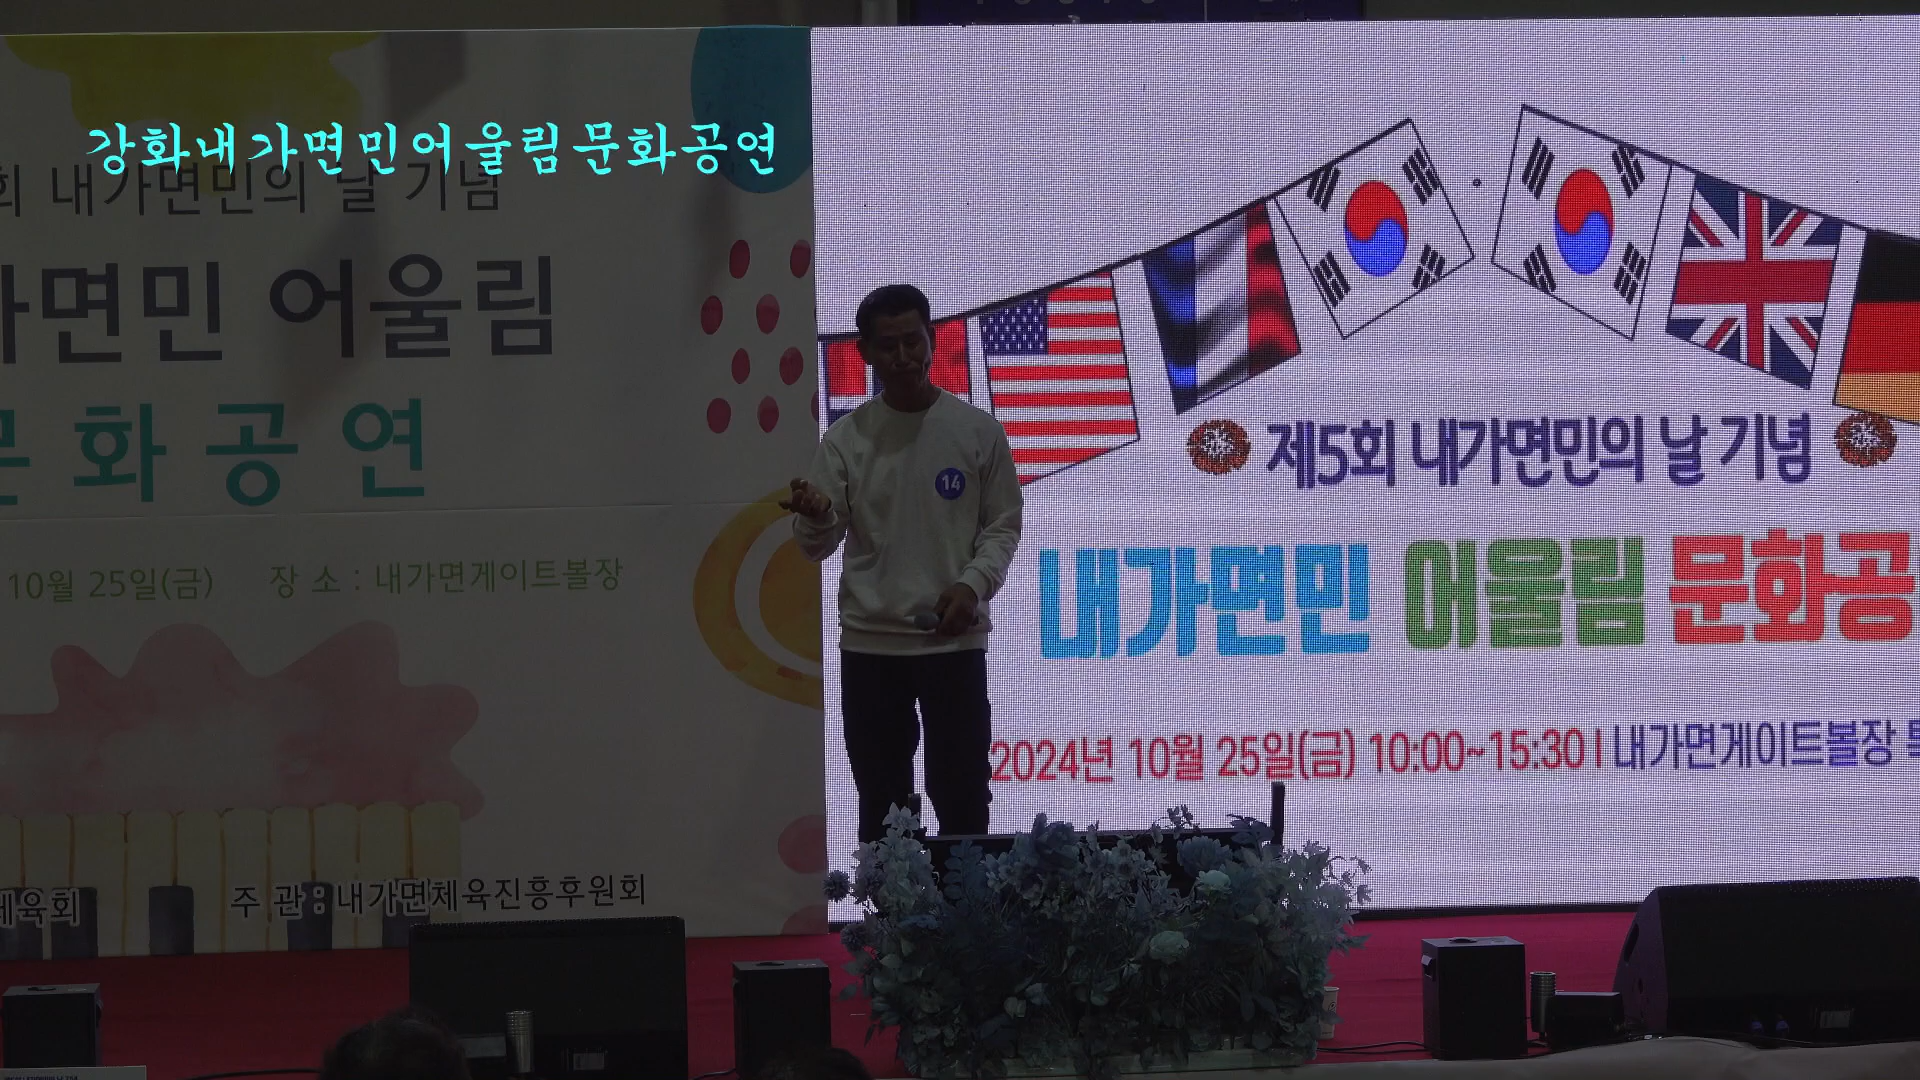 강화내가면민어울림문화공연
회 내가면민의 날 기념
가면민 어울림
문화공연
10월 25일(금) 장 소 : 내가면게이트볼장
체육회 주 관 : 내가면체육진흥후원회
14
제5회 내가면민의 날 기념
내가면민 어울림 문화공
2024년 10월 25일(금) 10:00~15:30 | 내가면게이트볼장